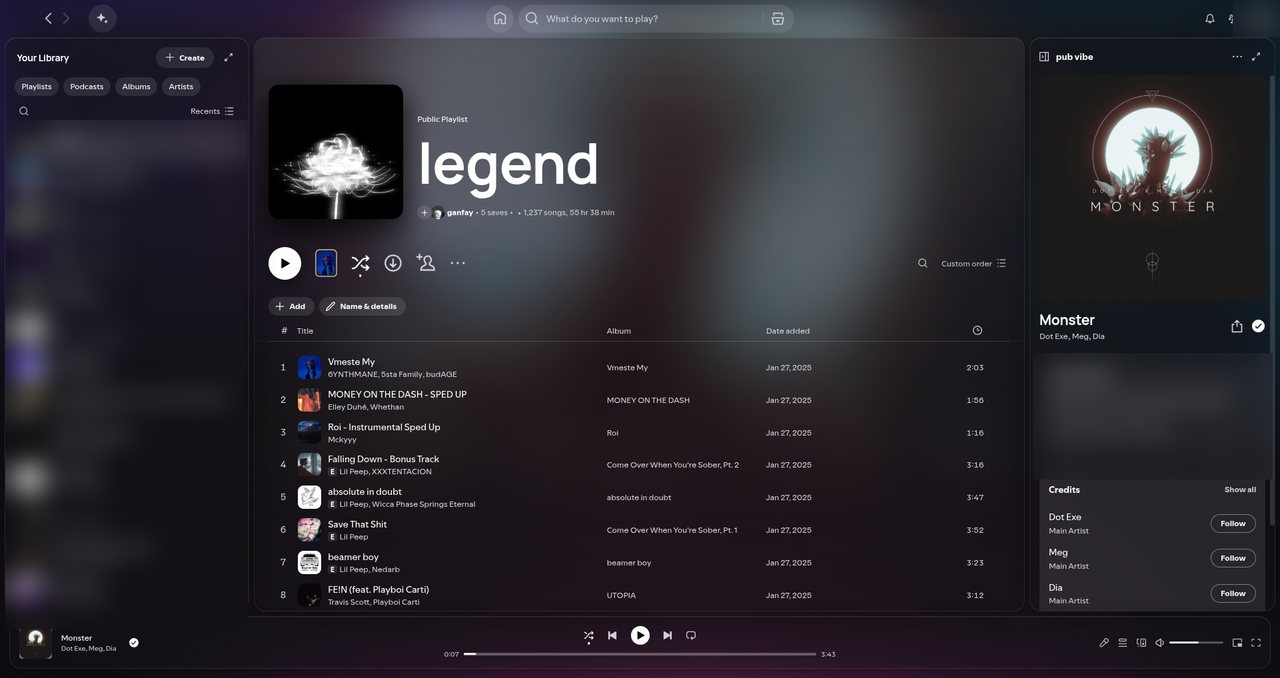 What do you want to play?
Your Library
Create
Playlists
Podcasts
Albums
Artists
Recents
Public Playlist
legend
ganfay • 5 saves • • 1,237 songs, 55 hr 38 min
Custom order
Add
Name & details
# Title Album Date added
1 Vmeste My Vmeste My Jan 27, 2025 2:03
6YNTHMANE, 5sta Family, budAGE
2 MONEY ON THE DASH - SPED UP MONEY ON THE DASH Jan 27, 2025 1:56
Elley Duhé, Whethan
3 Roi - Instrumental Sped Up Roi Jan 27, 2025 1:16
Mckyyy
4 Falling Down - Bonus Track Come Over When You're Sober, Pt. 2 Jan 27, 2025 3:16
E Lil Peep, XXXTENTACION
5 absolute in doubt absolute in doubt Jan 27, 2025 3:47
E Lil Peep, Wicca Phase Springs Eternal
6 Save That Shit Come Over When You're Sober, Pt. 1 Jan 27, 2025 3:52
E Lil Peep
7 beamer boy beamer boy Jan 27, 2025 3:23
E Lil Peep, Nedarb
8 FE!N (feat. Playboi Carti) UTOPIA Jan 27, 2025 3:12
Travis Scott, Playboi Carti
pub vibe
MONSTER
Monster
Dot Exe, Meg, Dia
Credits
Show all
Dot Exe
Main Artist
Follow
Meg
Main Artist
Follow
Dia
Main Artist
Follow
Monster
Dot Exe, Meg, Dia
0:07
3:43